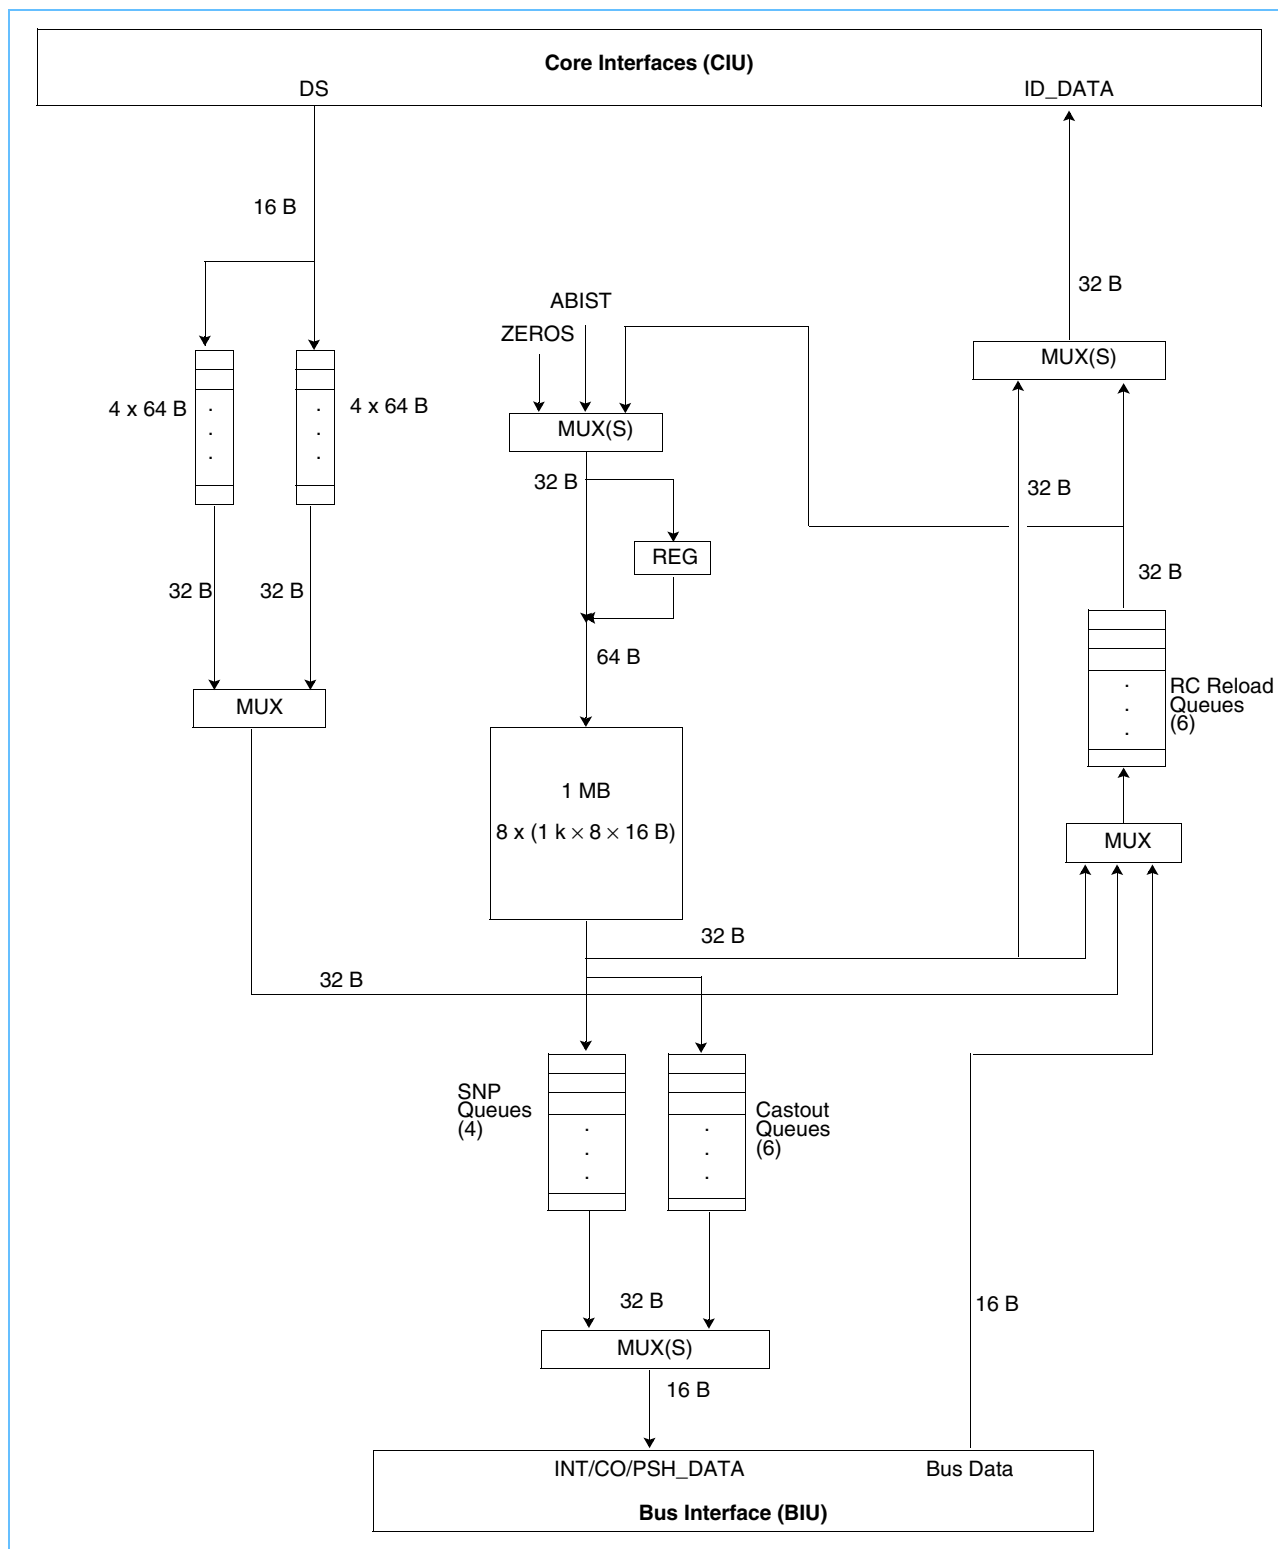 Core Interfaces (CIU)
DS
ID_DATA
16 B
32 B
ABIST
ZEROS
MUX(S)
4 x 64 B
4 x 64 B
MUX(S)
32 B
32 B
REG
32 B
32 B
32 B
64 B
RC Reload
Queues
(6)
MUX
1 MB
8 x (1 k × 8 × 16 B)
MUX
32 B
32 B
SNP
Queues
(4)
Castout
Queues
(6)
32 B
16 B
MUX(S)
16 B
INT/CO/PSH_DATA
Bus Data
Bus Interface (BIU)